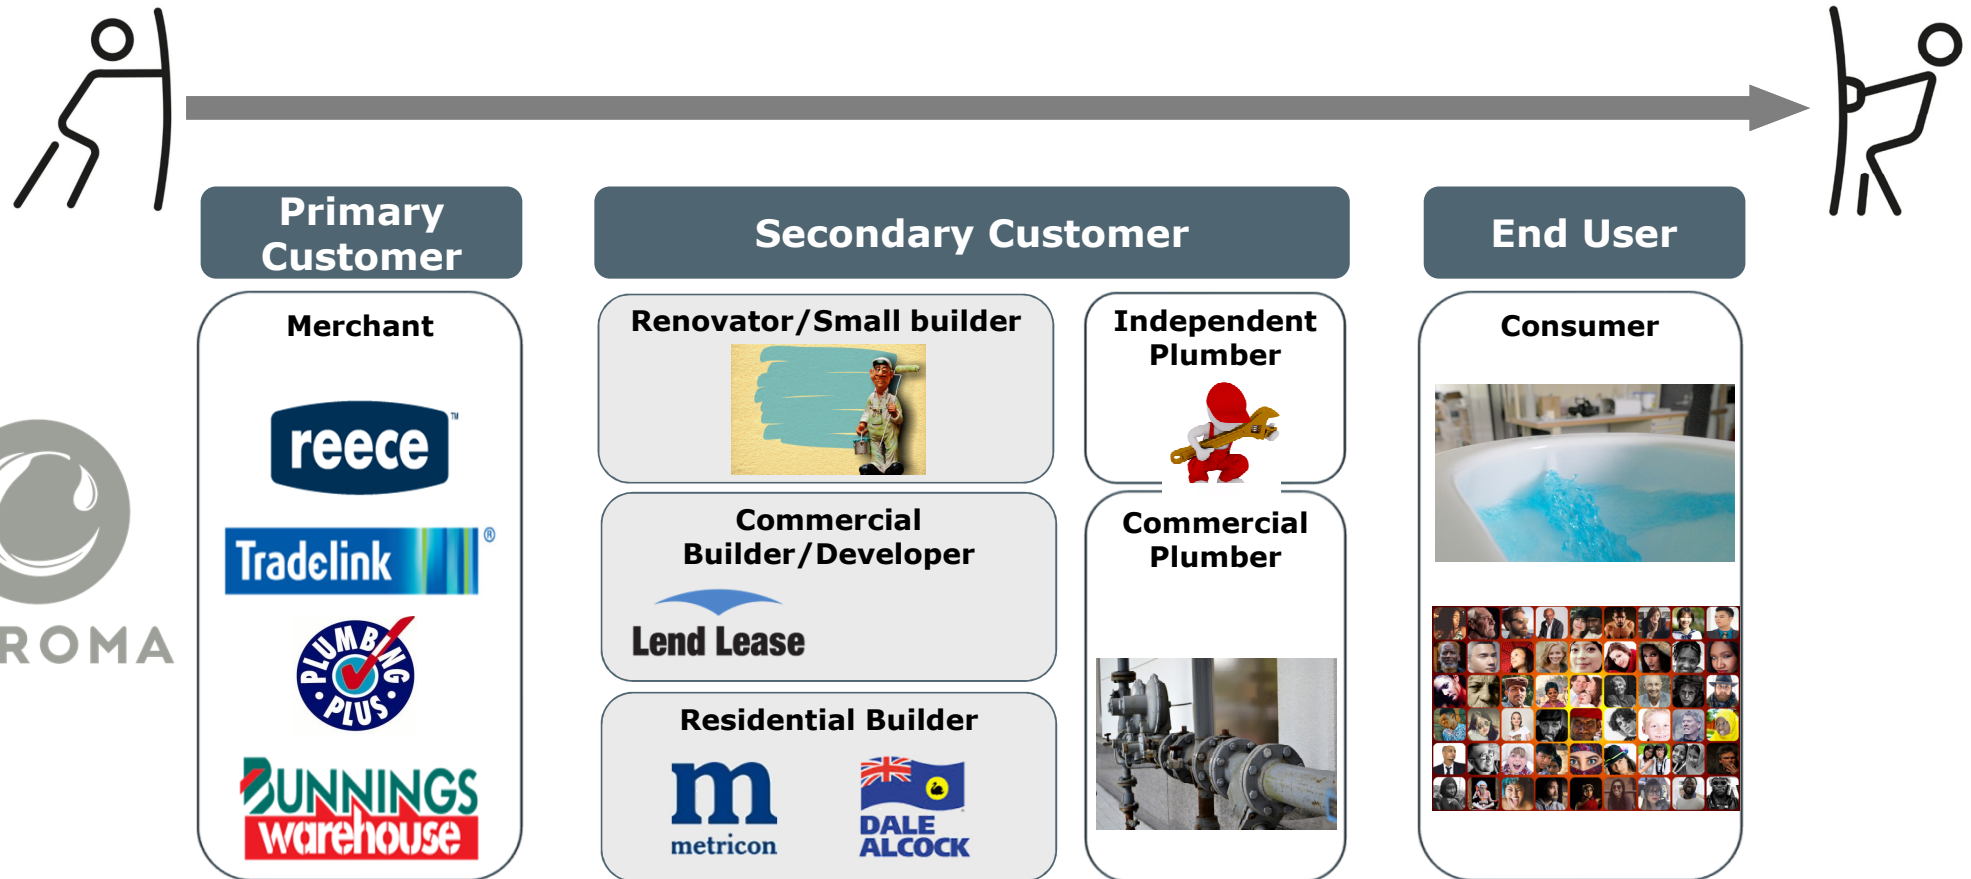 Primary
Customer
Secondary Customer
End User
Merchant
reece™
Tradelink®
PLUMBING
PLUS
BUNNINGS
warehouse
Renovator/Small builder
Commercial
Builder/Developer
Lend Lease
Residential Builder
m
metricon
DALE
ALCOCK
Independent
Plumber
Commercial
Plumber
Consumer
ROMA